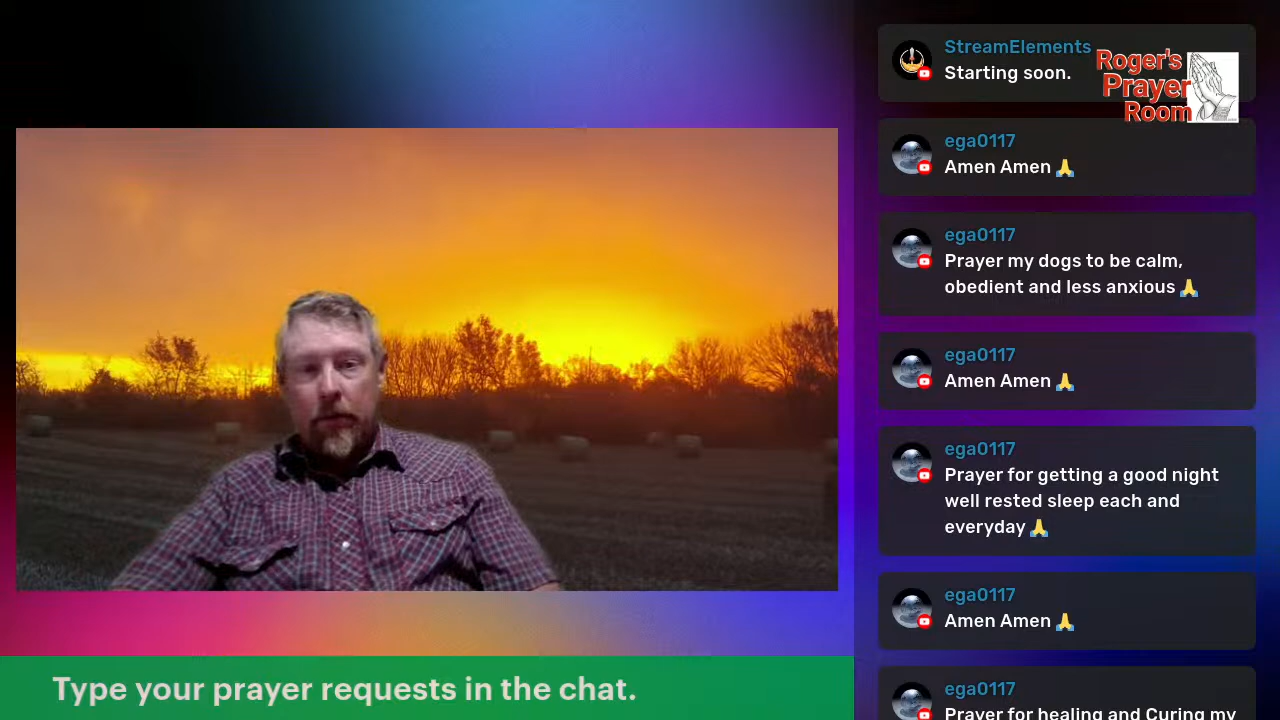 StreamElements
Starting soon.
Roger's
Prayer
Room
ega0117
Amen Amen 🙏
ega0117
Prayer my dogs to be calm,
obedient and less anxious 🙏
ega0117
Amen Amen 🙏
ega0117
Prayer for getting a good night
well rested sleep each and
everyday 🙏
ega0117
Amen Amen 🙏
ega0117
Prayer for healing and Curing my
Type your prayer requests in the chat.